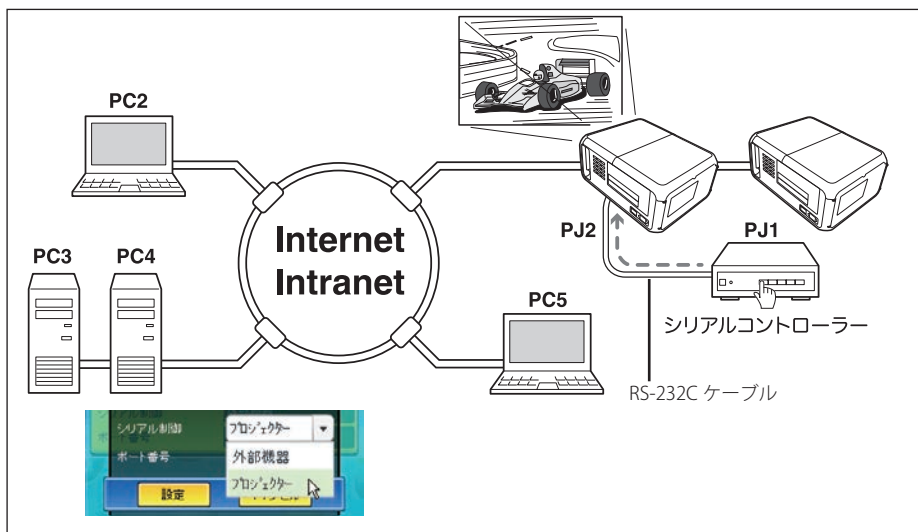 PC2
PC3
PC4
Internet
Intranet
PC5
PJ2
PJ1
シリアルコントローラー
RS-232C ケーブル
シリアル制御
プロジェクター
ポート番号
外部機器
プロジェクター
設定